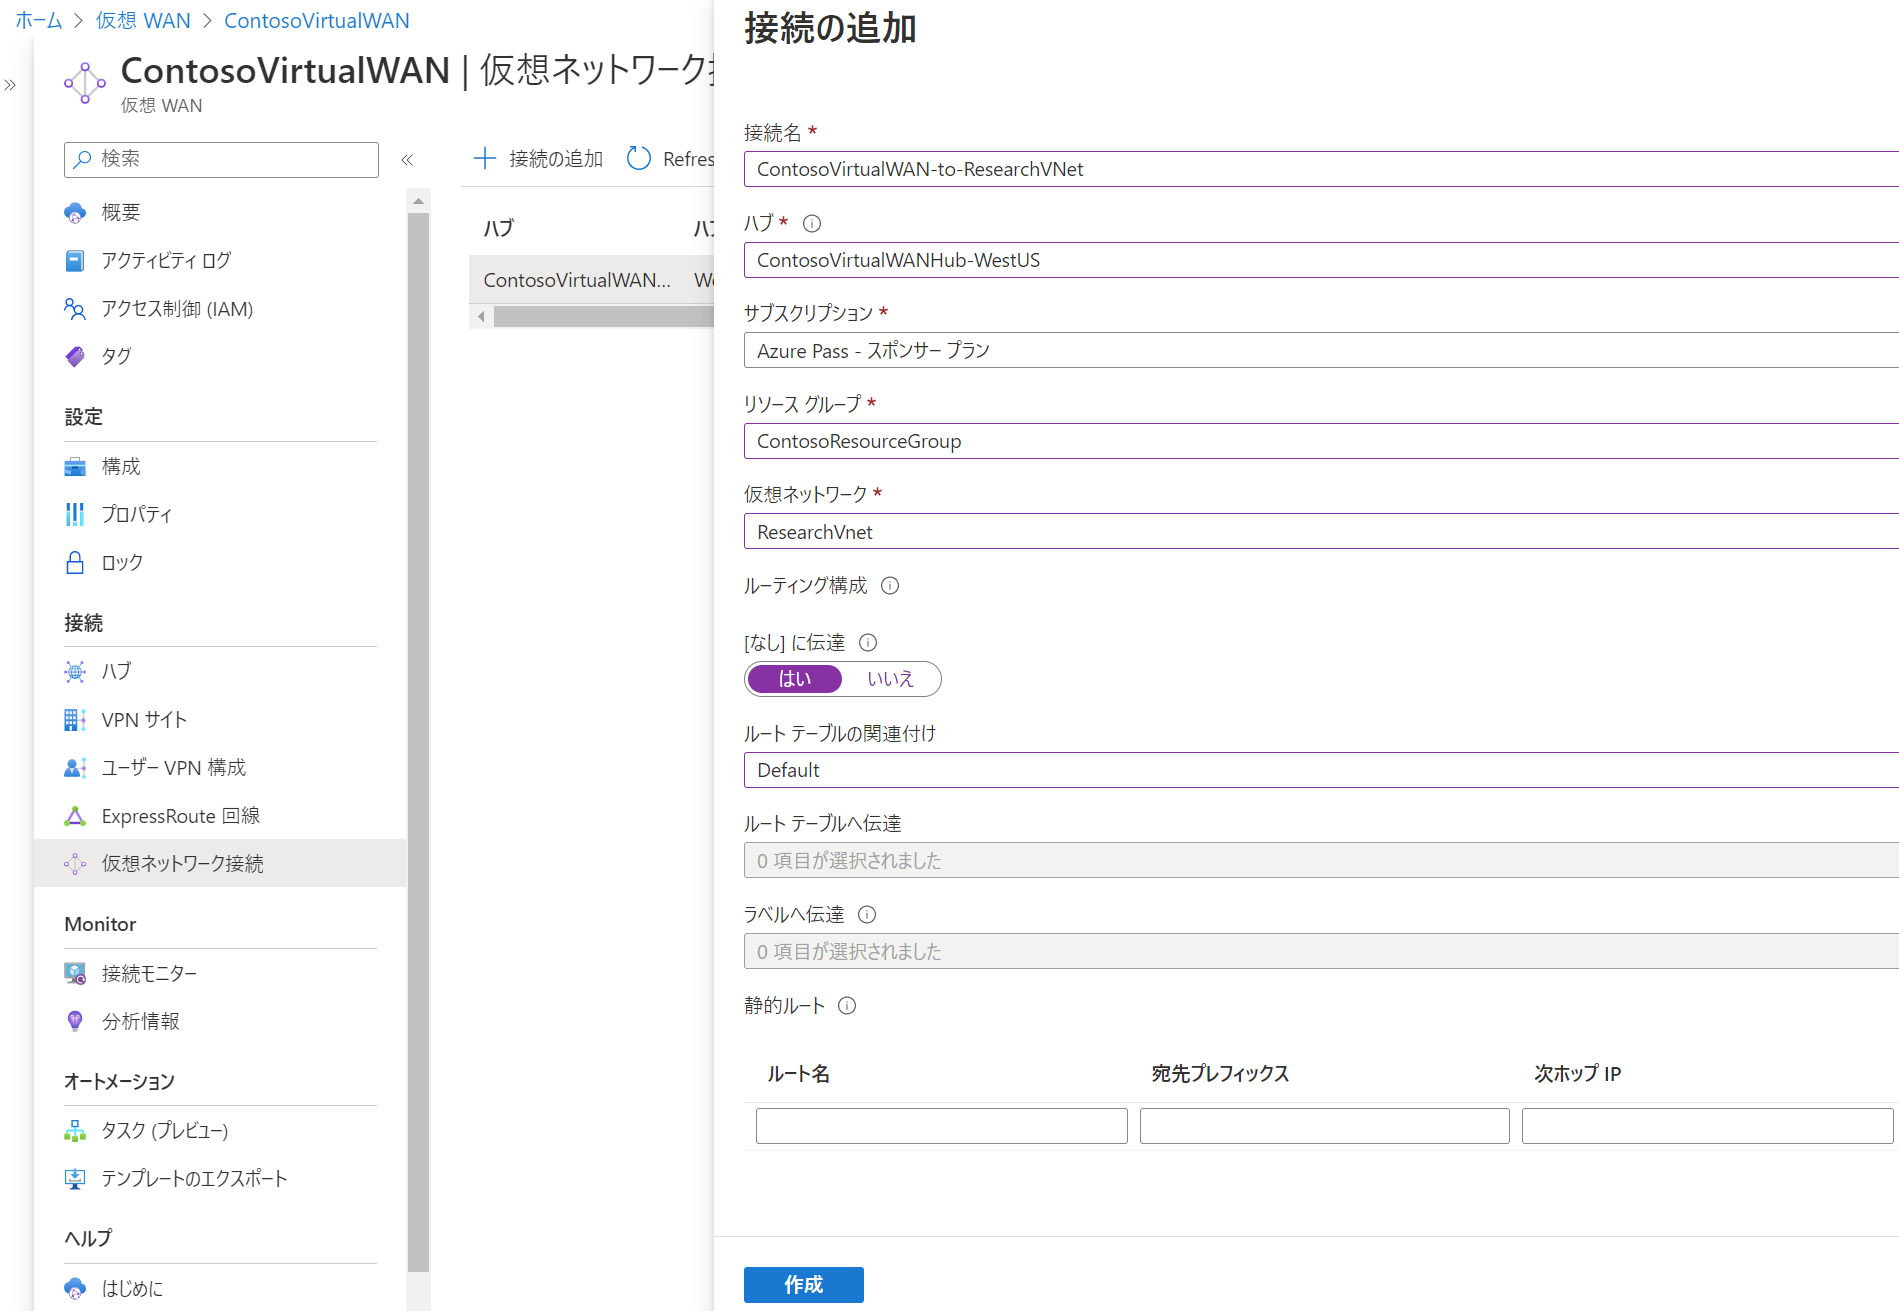 ホーム > 仮想 WAN > ContosoVirtualWAN
ContosoVirtualWAN | 仮想ネットワーク
仮想 WAN
検索
概要
アクティビティ ログ
アクセス制御 (IAM)
タグ
設定
構成
プロパティ
ロック
接続
ハブ
VPN サイト
ユーザー VPN 構成
ExpressRoute 回線
仮想ネットワーク接続
Monitor
接続モニター
分析情報
オートメーション
タスク (プレビュー)
テンプレートのエクスポート
ヘルプ
はじめに
接続の追加 Refres
ハブ ハ
ContosoVirtualWAN... We
接続の追加
接続名 *
ContosoVirtualWAN-to-ResearchVNet
ハブ *
ContosoVirtualWANHub-WestUS
サブスクリプション *
Azure Pass - スポンサー プラン
リソース グループ *
ContosoResourceGroup
仮想ネットワーク *
ResearchVnet
ルーティング構成
[なし] に伝達
はい いいえ
ルート テーブルの関連付け
Default
ルート テーブルへ伝達
0 項目が選択されました
ラベルへ伝達
0 項目が選択されました
静的ルート
ルート名 宛先プレフィックス 次ホップ IP
作成